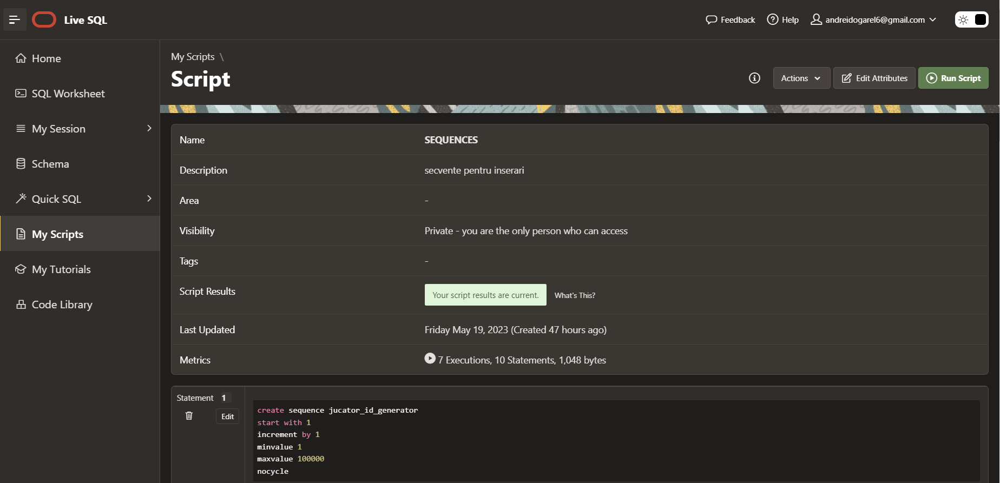 Live SQL
Feedback
Help
andreidogarel6@gmail.com
Home
SQL Worksheet
My Session
Schema
Quick SQL
My Scripts
My Tutorials
Code Library
My Scripts \
Script
Actions
Edit Attributes
Run Script
Name SEQUENCES
Description secvente pentru inserari
Area -
Visibility Private - you are the only person who can access
Tags -
Script Results Your script results are current. What's This?
Last Updated Friday May 19, 2023 (Created 47 hours ago)
Metrics 7 Executions, 10 Statements, 1,048 bytes
Statement 1
Edit
create sequence jucator_id_generator
start with 1
increment by 1
minvalue 1
maxvalue 100000
nocycle